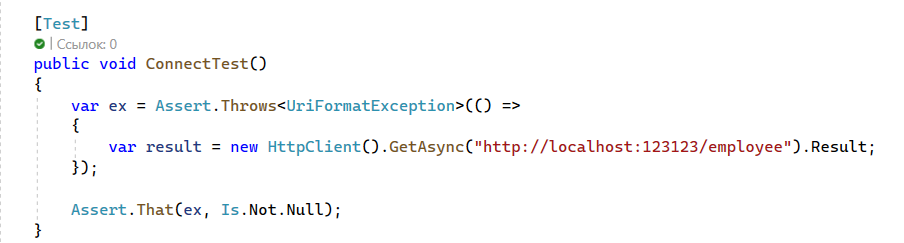 [Test]
| Ссылок: 0
public void ConnectTest()
{
var ex = Assert.Throws<UriFormatException>(() =>
{
var result = new HttpClient().GetAsync("http://localhost:123123/employee").Result;
});
Assert.That(ex, Is.Not.Null);
}